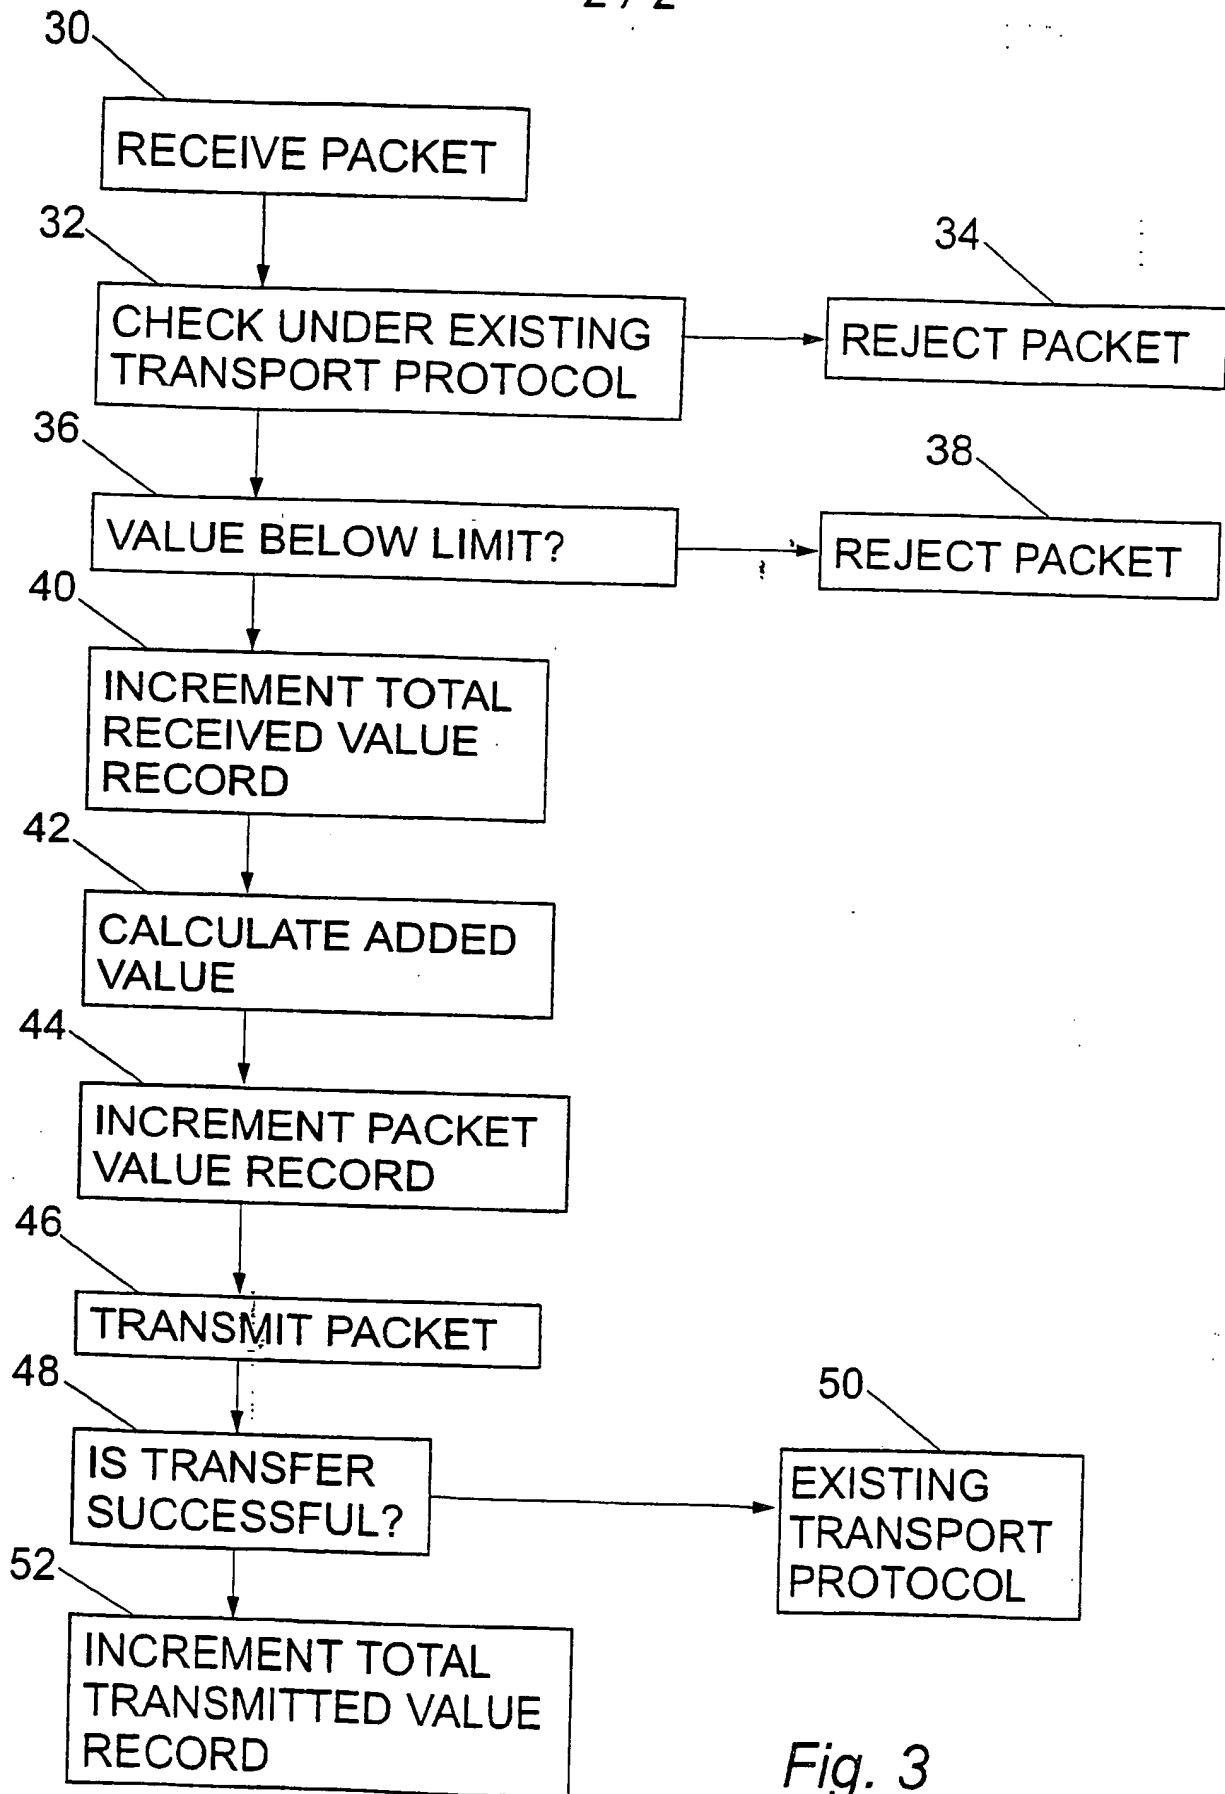 2 / 2
30
RECEIVE PACKET
32
34
CHECK UNDER EXISTING
TRANSPORT PROTOCOL
REJECT PACKET
36
38
VALUE BELOW LIMIT?
REJECT PACKET
40
INCREMENT TOTAL
RECEIVED VALUE
RECORD
42
CALCULATE ADDED
VALUE
44
INCREMENT PACKET
VALUE RECORD
46
TRANSMIT PACKET
48
50
IS TRANSFER
SUCCESSFUL?
EXISTING
TRANSPORT
PROTOCOL
52
INCREMENT TOTAL
TRANSMITTED VALUE
RECORD
Fig. 3